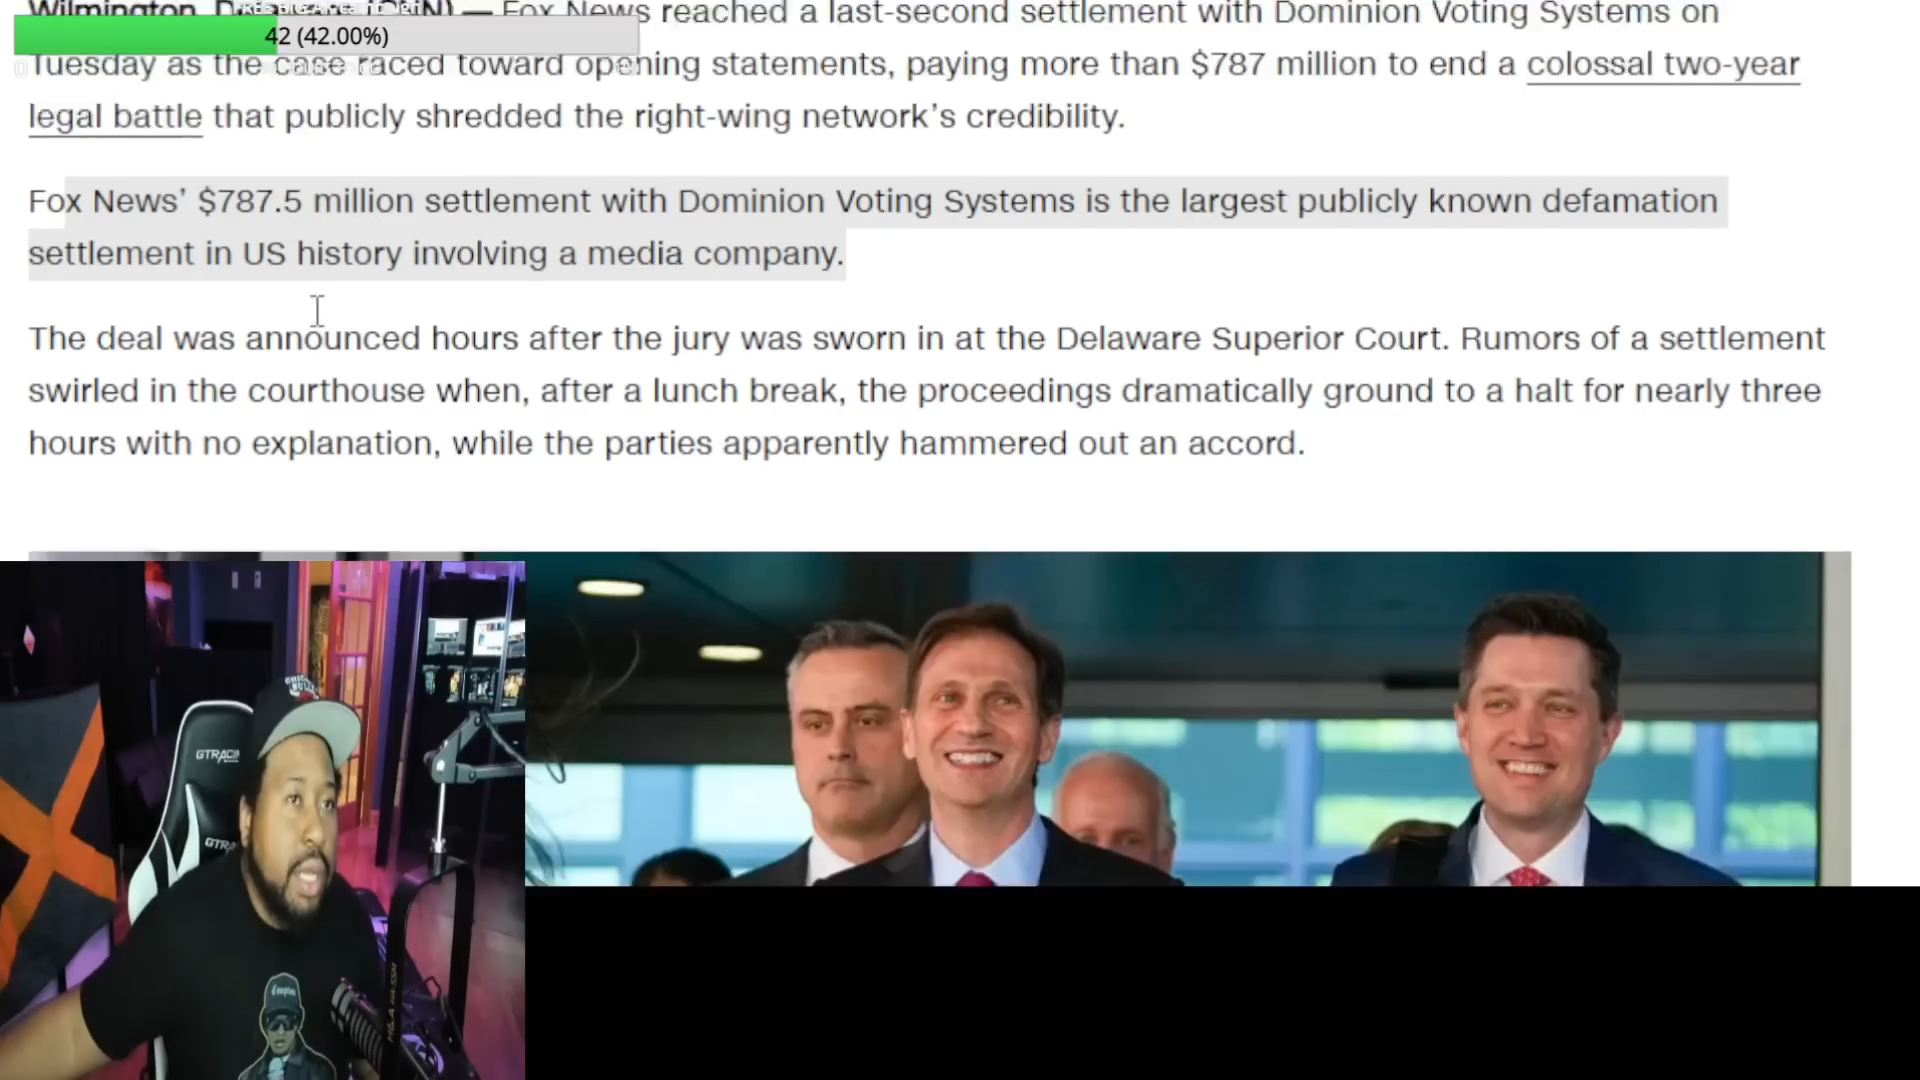 Wilmington, (CNN) — Fox News reached a last-second settlement with Dominion Voting Systems on
42 (42.00%)
Tuesday as the case raced toward opening statements, paying more than $787 million to end a colossal two-year
legal battle that publicly shredded the right-wing network’s credibility.
Fox News’ $787.5 million settlement with Dominion Voting Systems is the largest publicly known defamation
settlement in US history involving a media company.
The deal was announced hours after the jury was sworn in at the Delaware Superior Court. Rumors of a settlement
swirled in the courthouse when, after a lunch break, the proceedings dramatically ground to a halt for nearly three
hours with no explanation, while the parties apparently hammered out an accord.
CHICAGO
BULLS
GTRACIN
GTRA
Compton